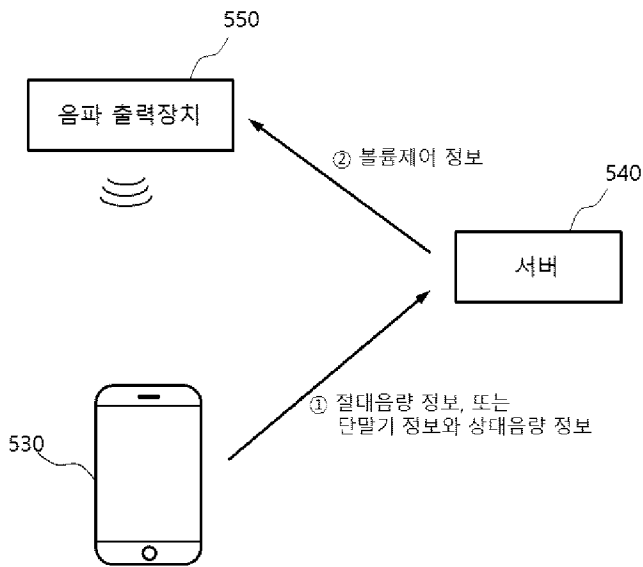 550
음파 출력장치
② 볼륨제어 정보
540
서버
① 절대음량 정보, 또는
단말기 정보와 상대음량 정보
530